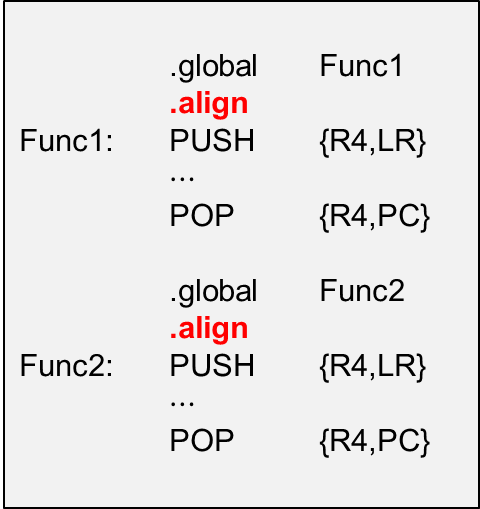 .global Func1
.align
Func1: PUSH {R4,LR}
...
POP {R4,PC}
.global Func2
.align
Func2: PUSH {R4,LR}
...
POP {R4,PC}